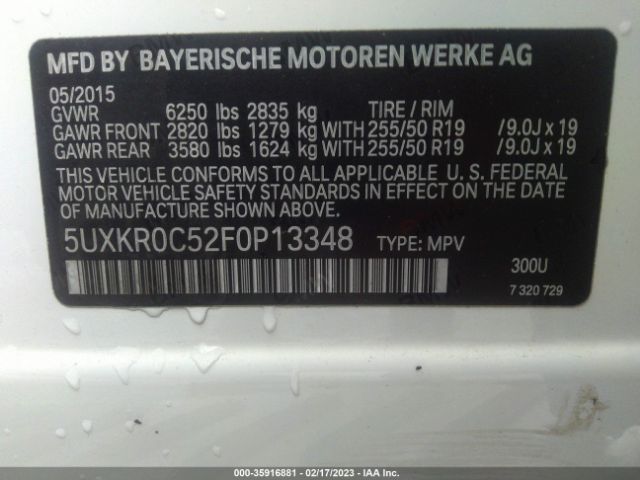 MFD BY BAYERISCHE MOTOREN WERKE AG
05/2015
GVWR 6250 lbs 2835 kg TIRE / RIM
GAWR FRONT 2820 lbs 1279 kg WITH 255/50 R19 /9.0J x 19
GAWR REAR 3580 lbs 1624 kg WITH 255/50 R19 /9.0J x 19
THIS VEHICLE CONFORMS TO ALL APPLICABLE U. S. FEDERAL
MOTOR VEHICLE SAFETY STANDARDS IN EFFECT ON THE DATE
OF MANUFACTURE SHOWN ABOVE.
5UXKR0C52F0P13348 TYPE: MPV
300U
7 320 729
000-35916881 - 02/17/2023 - IAAI.COM